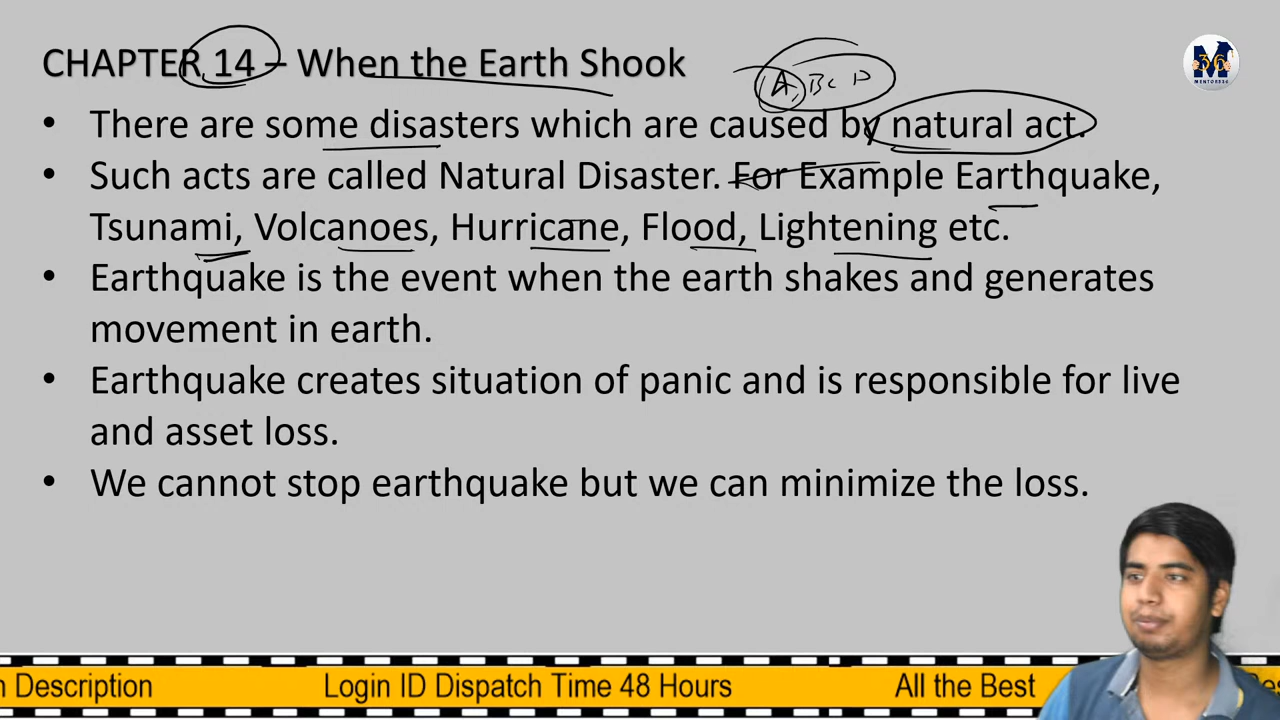 CHAPTER 14 – When the Earth Shook
A, B C D
• There are some disasters which are caused by natural act.
• Such acts are called Natural Disaster. For Example Earthquake,
Tsunami, Volcanoes, Hurricane, Flood, Lightening etc.
• Earthquake is the event when the earth shakes and generates
movement in earth.
• Earthquake creates situation of panic and is responsible for live
and asset loss.
• We cannot stop earthquake but we can minimize the loss.
M 36
MENTORS36
n Description Login ID Dispatch Time 48 Hours All the Best